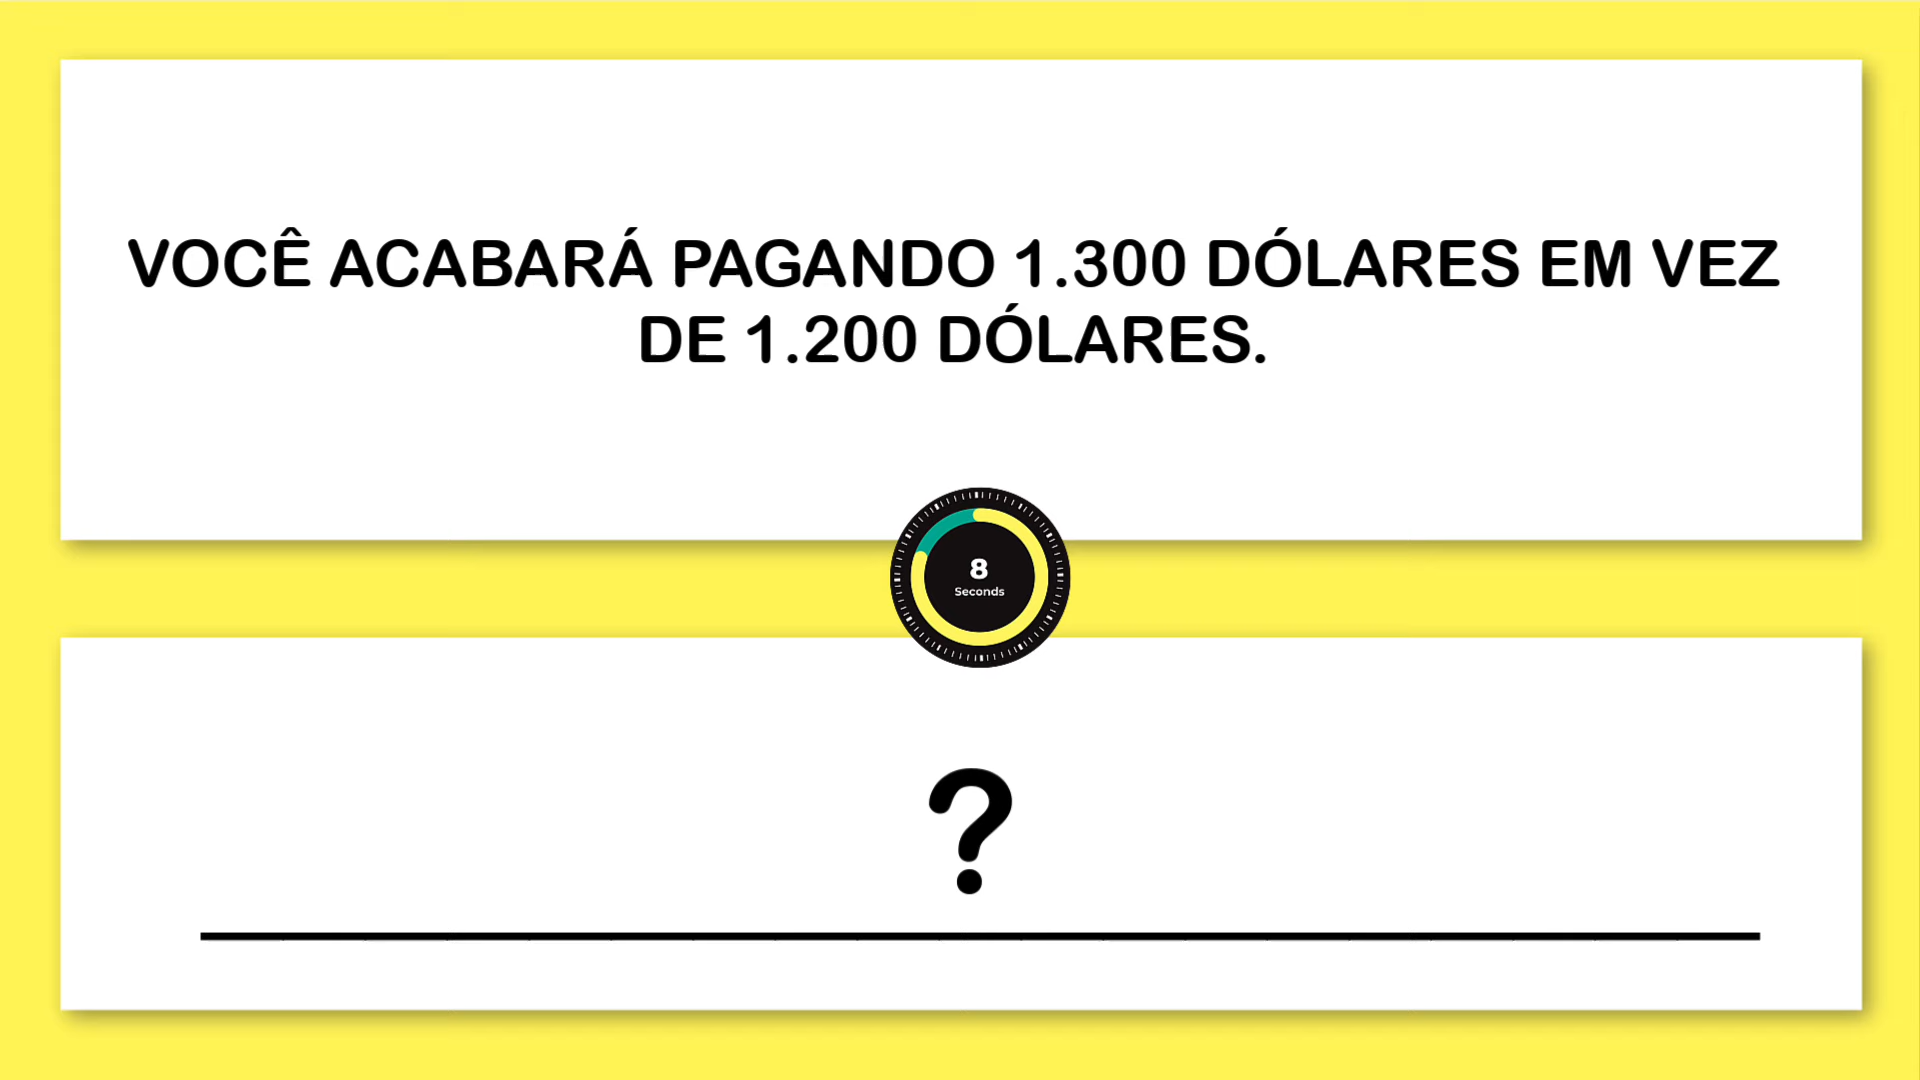 VOCÊ ACABARÁ PAGANDO 1.300 DÓLARES EM VEZ
DE 1.200 DÓLARES.
8
Seconds
?